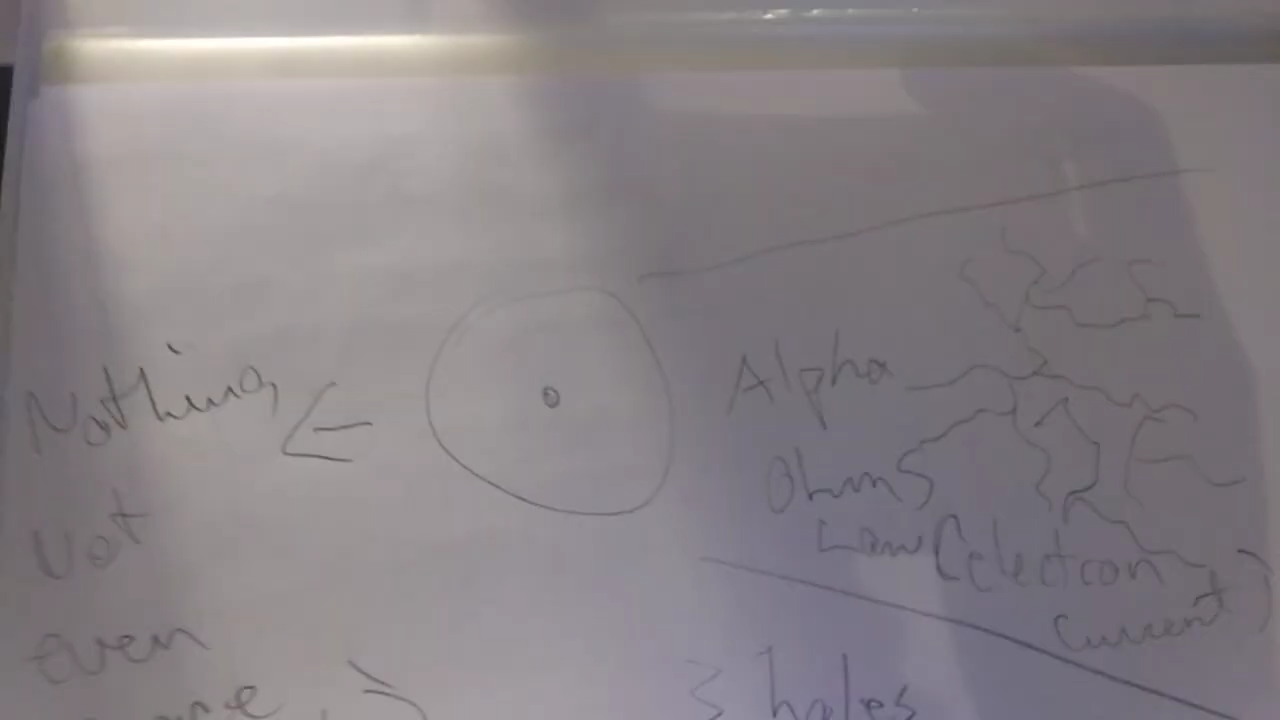 Nothing
not
even
Alpha
Ohms
Law (electron
current)
3 holes